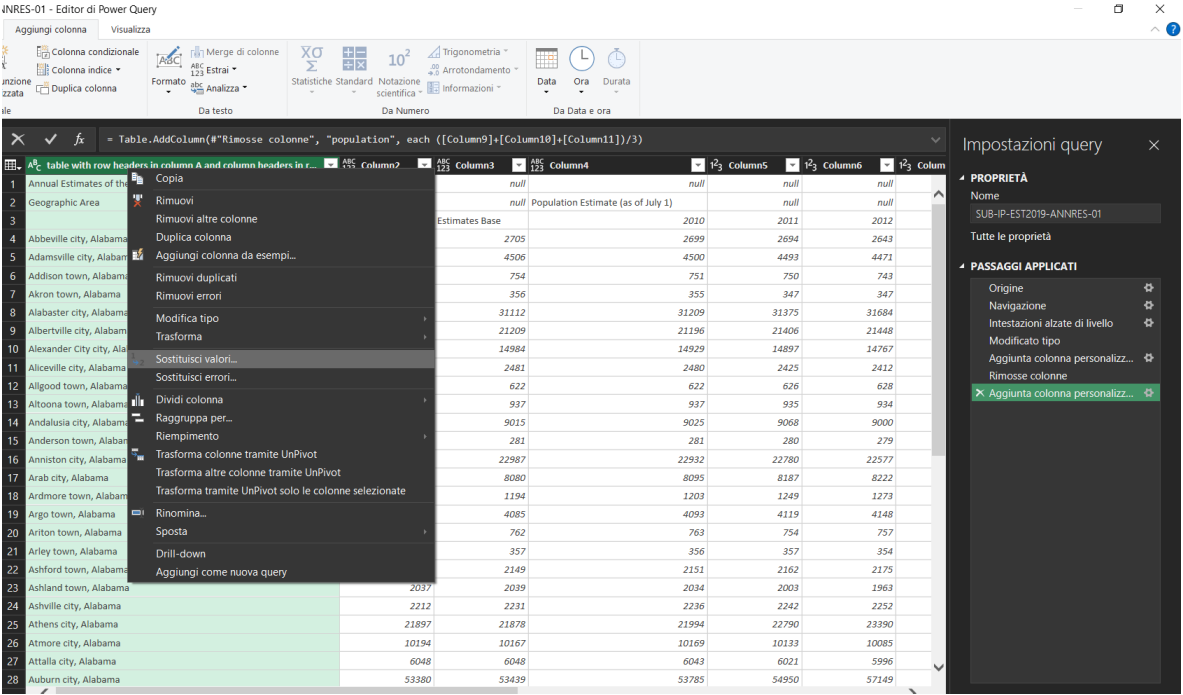 ANNRES-01 - Editor di Power Query
Aggiungi colonna Visualizza
Colonna condizionale
Colonna indice
Duplica colonna
Formato
Merge di colonne
Estrai
Analizza
Statistiche Standard Notazione scientifica
Trigonometria
Arrotondamento
Informazioni
Data Ora Durata
Da testo Da Numero Da Data e ora
= Table.AddColumn(#"Rimosse colonne", "population", each ([Column9]+[Column10]+[Column11])/3)
table with row headers in column A and column headers in r... Column2 Column3 Column4 Column5 Column6 Colum
1 Annual Estimates of the null null null null
2 Geographic Area null Population Estimate (as of July 1) null null
3 Estimates Base 2010 2011 2012
4 Abbeville city, Alabama 2705 2699 2694 2643
5 Adamsville city, Alabam 4506 4500 4493 4471
6 Addison town, Alabama 754 751 750 743
7 Akron town, Alabama 356 355 347 347
8 Alabaster city, Alabama 31112 31209 31375 31684
9 Albertville city, Alabam 21209 21196 21406 21448
10 Alexander City city, Ala 14984 14929 14897 14767
11 Aliceville city, Alabama 2481 2480 2425 2412
12 Allgood town, Alabama 622 622 626 628
13 Altoona town, Alabama 937 937 935 934
14 Andalusia city, Alabama 9015 9025 9068 9000
15 Anderson town, Alabam 281 281 280 279
16 Anniston city, Alabama 22987 22932 22780 22577
17 Arab city, Alabama 8080 8095 8187 8222
18 Ardmore town, Alabam 1194 1203 1249 1273
19 Argo town, Alabama 4085 4093 4119 4148
20 Ariton town, Alabama 762 763 754 757
21 Arley town, Alabama 357 356 357 354
22 Ashford town, Alabama 2149 2151 2162 2175
23 Ashland town, Alabama 2037 2039 2034 2003 1963
24 Ashville city, Alabama 2212 2231 2236 2242 2252
25 Athens city, Alabama 21897 21878 21994 22790 23390
26 Atmore city, Alabama 10194 10167 10169 10133 10085
27 Attalla city, Alabama 6048 6048 6043 6021 5996
28 Auburn city, Alabama 53380 53439 53785 54950 57149
Copia
Rimuovi
Rimuovi altre colonne
Duplica colonna
Aggiungi colonna da esempi...
Rimuovi duplicati
Rimuovi errori
Modifica tipo
Trasforma
Sostituisci valori...
Sostituisci errori...
Dividi colonna
Raggruppa per...
Riempimento
Trasforma colonne tramite UnPivot
Trasforma altre colonne tramite UnPivot
Trasforma tramite UnPivot solo le colonne selezionate
Rinomina...
Sposta
Drill-down
Aggiungi come nuova query
Impostazioni query
PROPRIETÀ
Nome
SUB-IP-EST2019-ANNRES-01
Tutte le proprietà
PASSAGGI APPLICATI
Origine
Navigazione
Intestazioni alzate di livello
Modificato tipo
Aggiunta colonna personalizz...
Rimosse colonne
Aggiunta colonna personalizz...